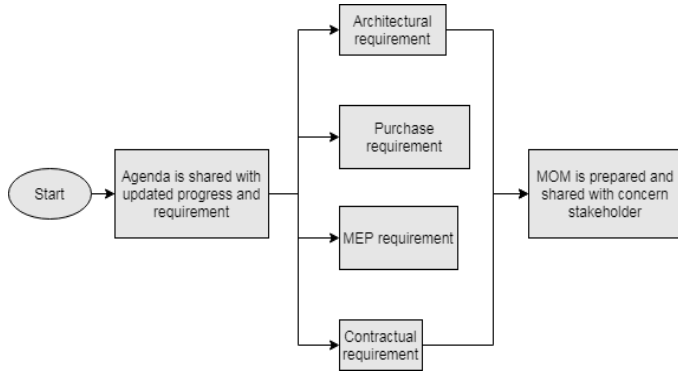 Start
Agenda is shared with
updated progress and
requirement
Architectural
requirement
Purchase
requirement
MEP requirement
Contractual
requirement
MOM is prepared and
shared with concern
stakeholder